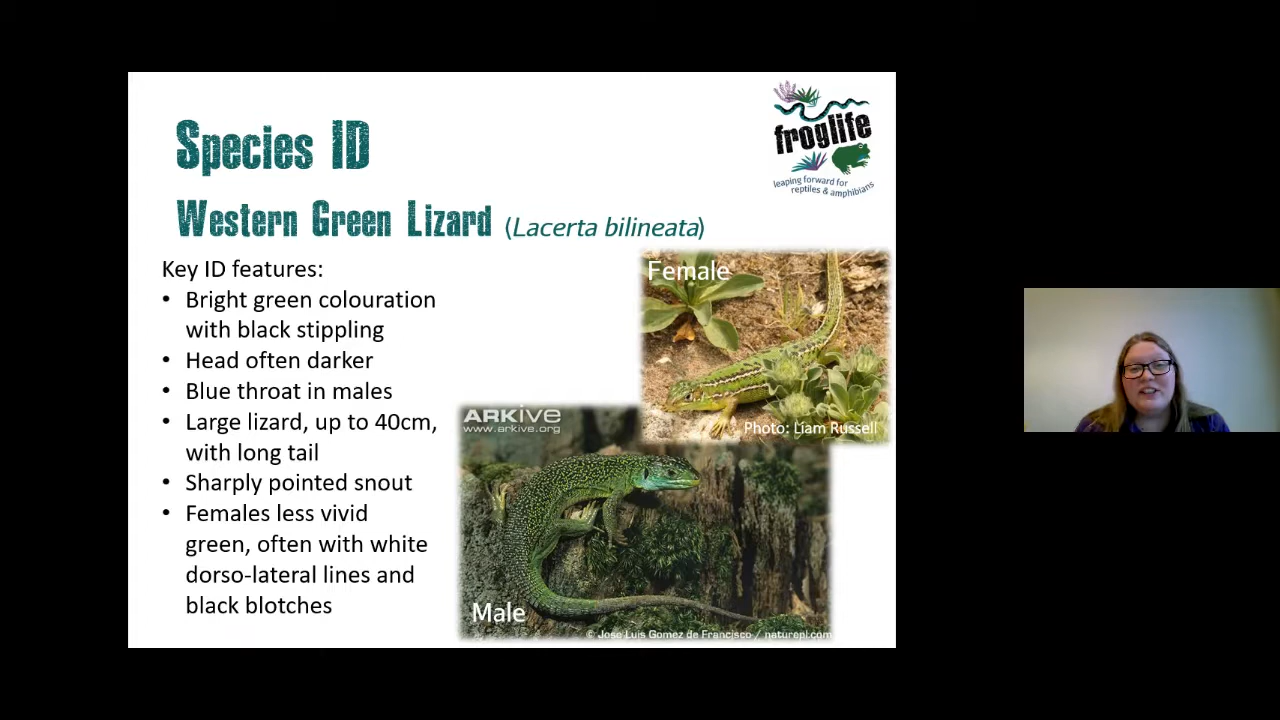 Species ID
froglife
leaping forward for
reptiles & amphibians
Western Green Lizard (Lacerta bilineata)
Key ID features:
• Bright green colouration
with black stippling
• Head often darker
• Blue throat in males
• Large lizard, up to 40cm,
with long tail
• Sharply pointed snout
• Females less vivid
green, often with white
dorso-lateral lines and
black blotches
Female
Photo: Liam Russell
ARKive
www.arkive.org
Male
© Jose Luis Gomez de Francisco / naturepl.com